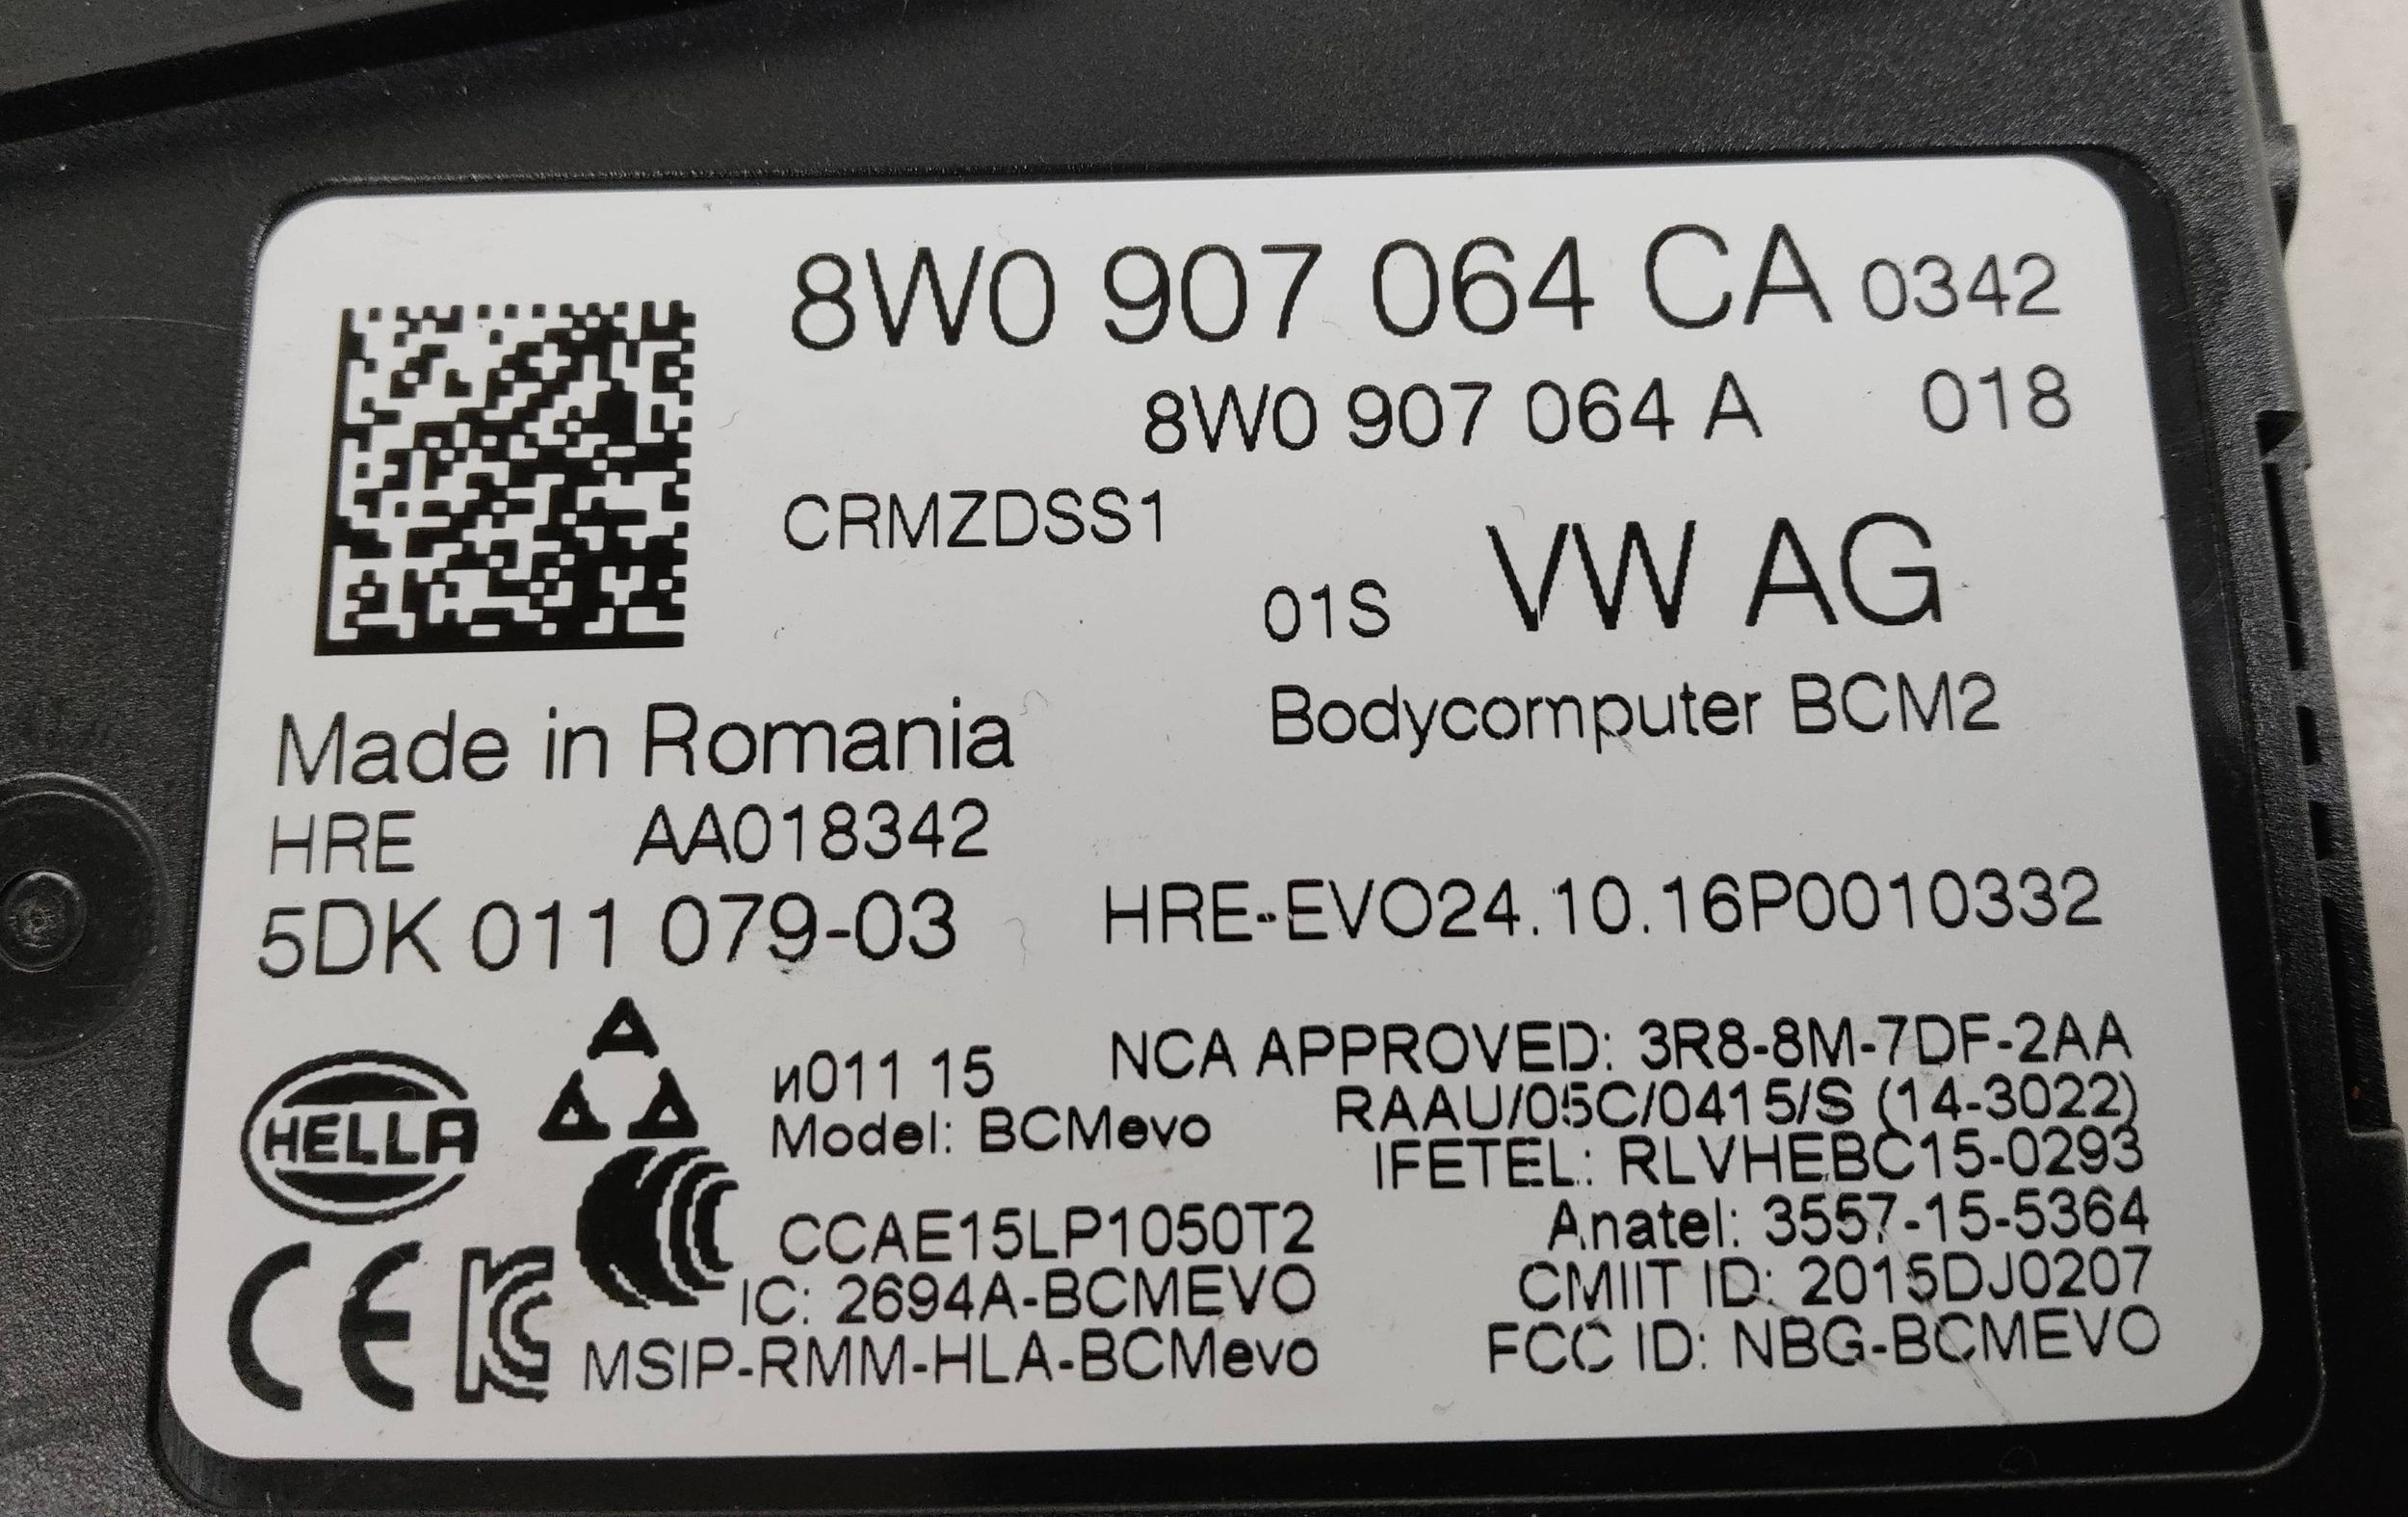 8W0 907 064 CA 0342
8W0 907 064 A 018
CRMZDSS1
01S VW AG
Bodycomputer BCM2
Made in Romania
HRE AA018342
5DK 011 079-03 HRE-EVO24.10.16P0010332
HELLA
и011 15
Model: BCMevo
NCA APPROVED: 3R8-8M-7DF-2AA
RAAU/05C/0415/S (14-3022)
IFETEL: RLVHEBC15-0293
CCAE15LP1050T2 Anatel: 3557-15-5364
IC: 2694A-BCMEVO CMIIT ID: 2015DJ0207
CE MSIP-RMM-HLA-BCMevo FCC ID: NBG-BCMEVO